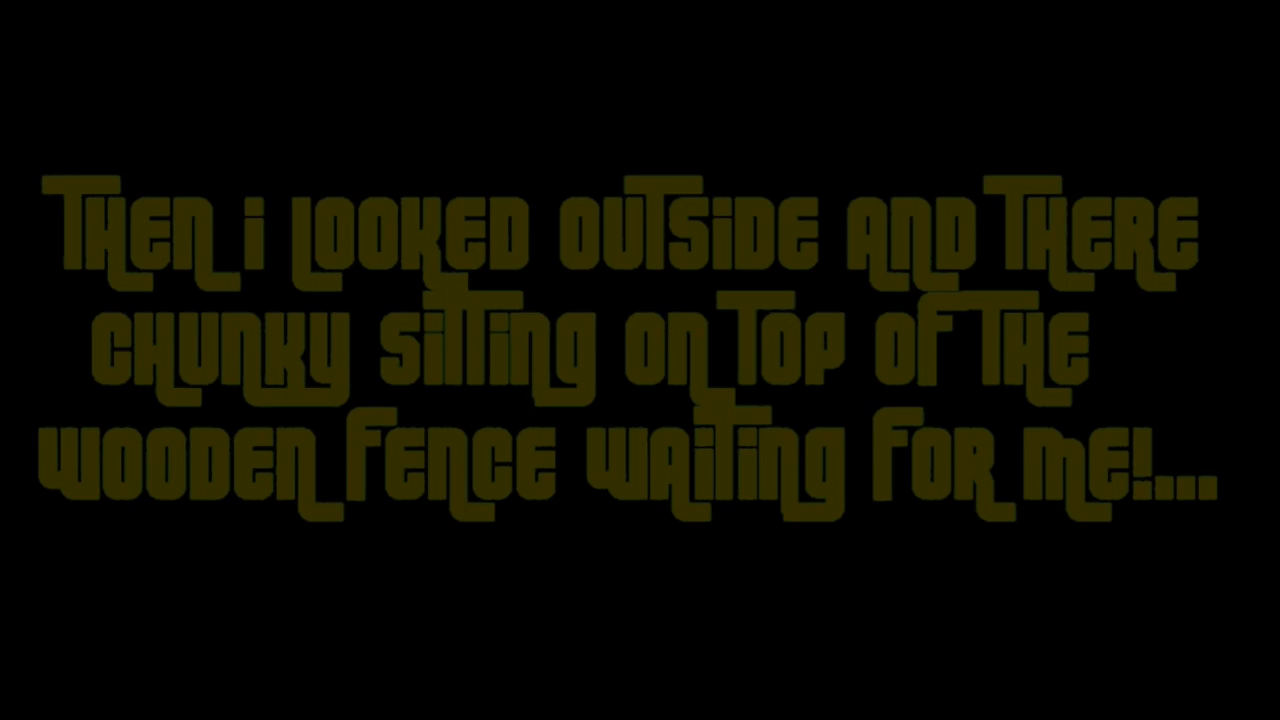 Then i looked outside and there
chunky sitting on top of the
wooden fence waiting for me!...